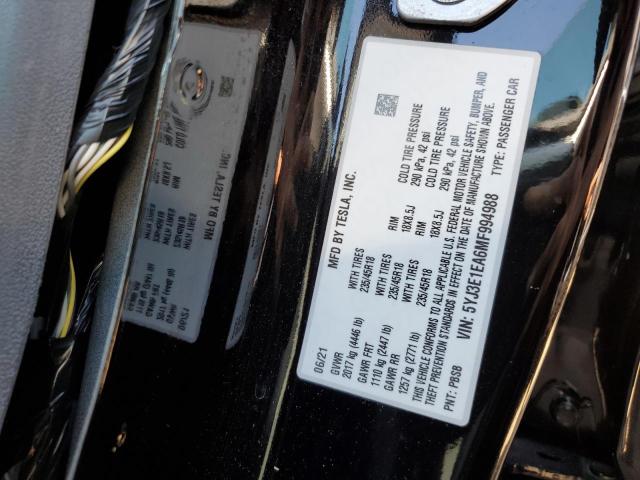 MFD BY TESLA, INC.
06/21
GVWR
2017 kg (4446 lb)
GAWR FRT WITH TIRES RIM COLD TIRE PRESSURE
1110 kg (2447 lb) 235/45R18 18X8.5J 290 kPa, 42 psi
GAWR RR WITH TIRES RIM COLD TIRE PRESSURE
1257 kg (2771 lb) 235/45R18 18X8.5J 290 kPa, 42 psi
THIS VEHICLE CONFORMS TO ALL APPLICABLE U.S. FEDERAL MOTOR VEHICLE SAFETY, BUMPER, AND
THEFT PREVENTION STANDARDS IN EFFECT ON THE DATE OF MANUFACTURE SHOWN ABOVE.
VIN: 5YJ3E1EA6MF994988
PNT: PBSB TYPE: PASSENGER CAR